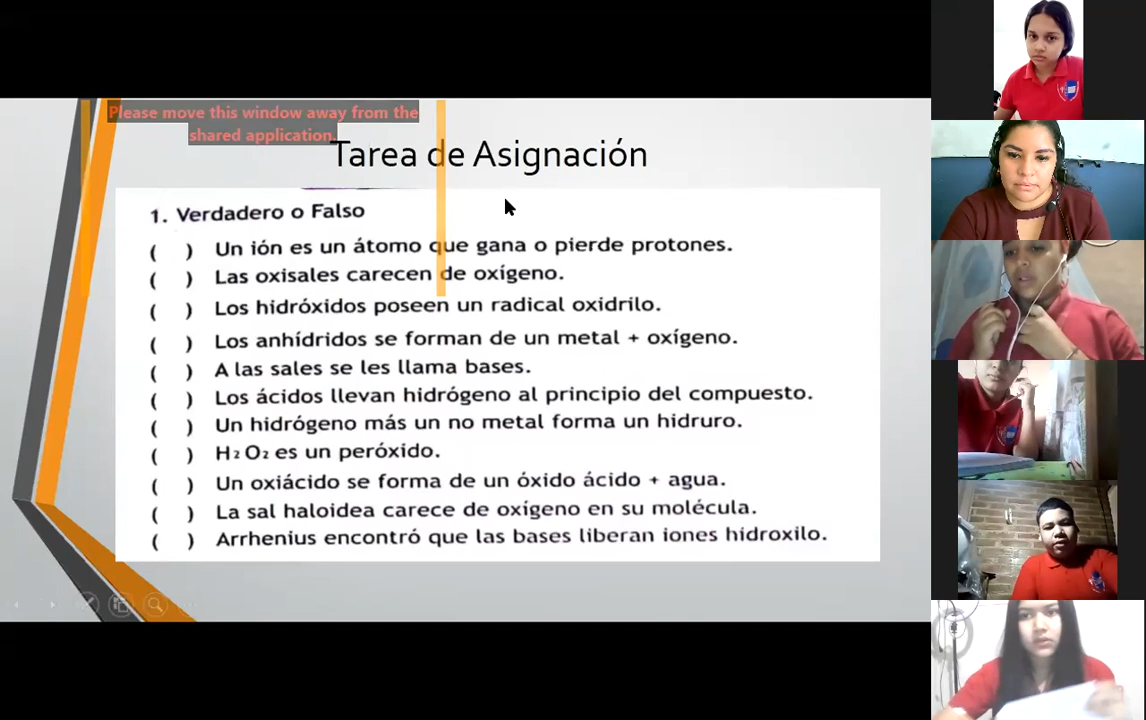 Please move this window away from the
shared application.
Tarea de Asignación
1. Verdadero o Falso
( ) Un ión es un átomo que gana o pierde protones.
( ) Las oxisales carecen de oxígeno.
( ) Los hidróxidos poseen un radical oxidrilo.
( ) Los anhídridos se forman de un metal + oxígeno.
( ) A las sales se les llama bases.
( ) Los ácidos llevan hidrógeno al principio del compuesto.
( ) Un hidrógeno más un no metal forma un hidruro.
( ) H₂O₂ es un peróxido.
( ) Un oxiácido se forma de un óxido ácido + agua.
( ) La sal haloidea carece de oxígeno en su molécula.
( ) Arrhenius encontró que las bases liberan iones hidroxilo.